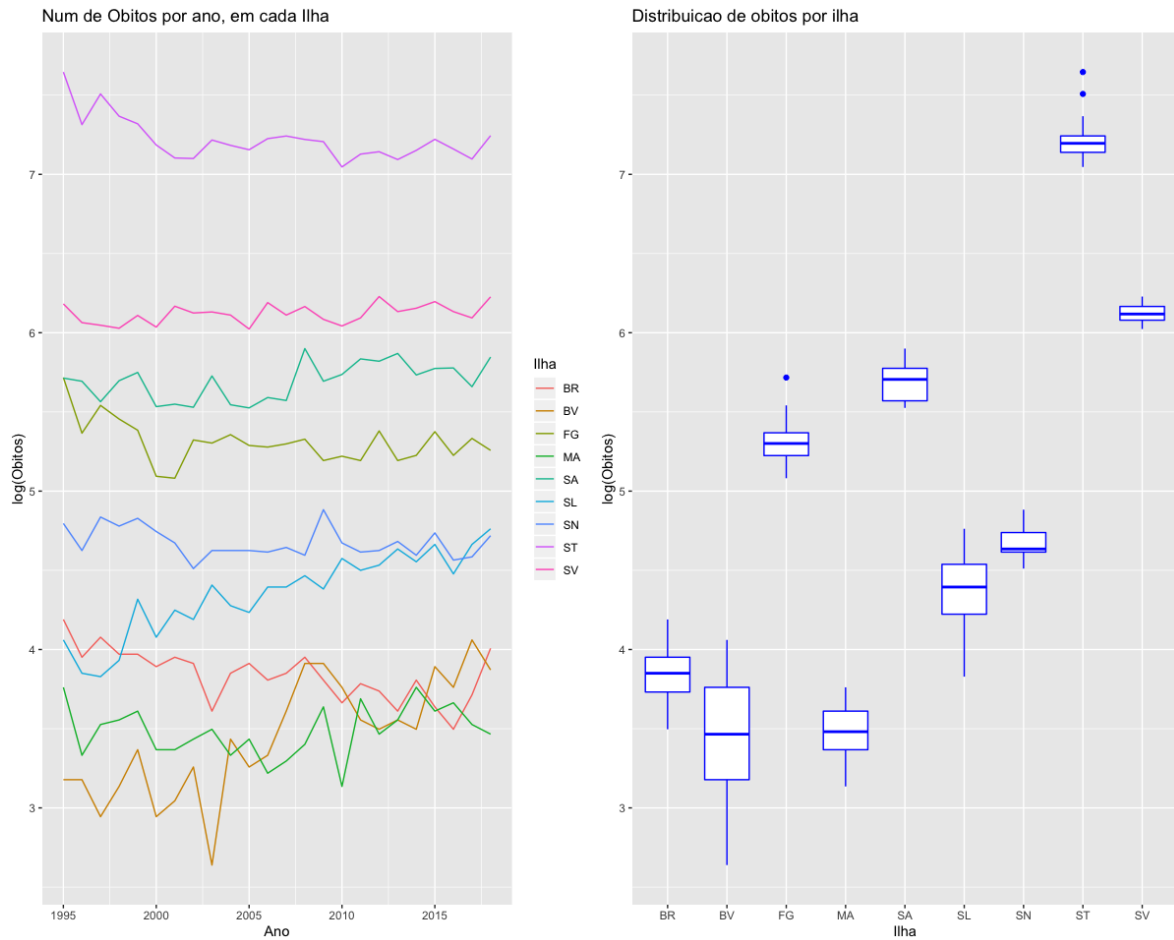 Num de Obitos por ano, em cada Ilha
log(Obitos)
7
6
5
4
3
1995 2000 2005 2010 2015
Ano
Ilha
BR
BV
FG
MA
SA
SL
SN
ST
SV
Distribuicao de obitos por ilha
log(Obitos)
7
6
5
4
3
BR BV FG MA SA SL SN ST SV
Ilha